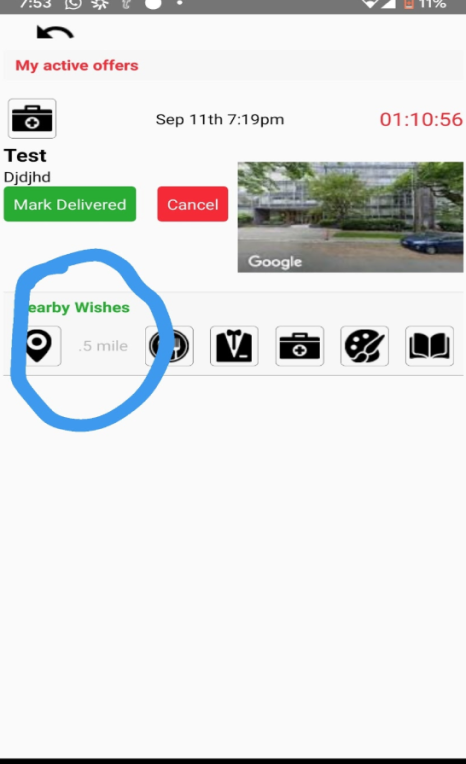 7:53 11%
My active offers
Sep 11th 7:19pm 01:10:56
Test
Djdjhd
Mark Delivered Cancel
Google
earby Wishes
.5 mile